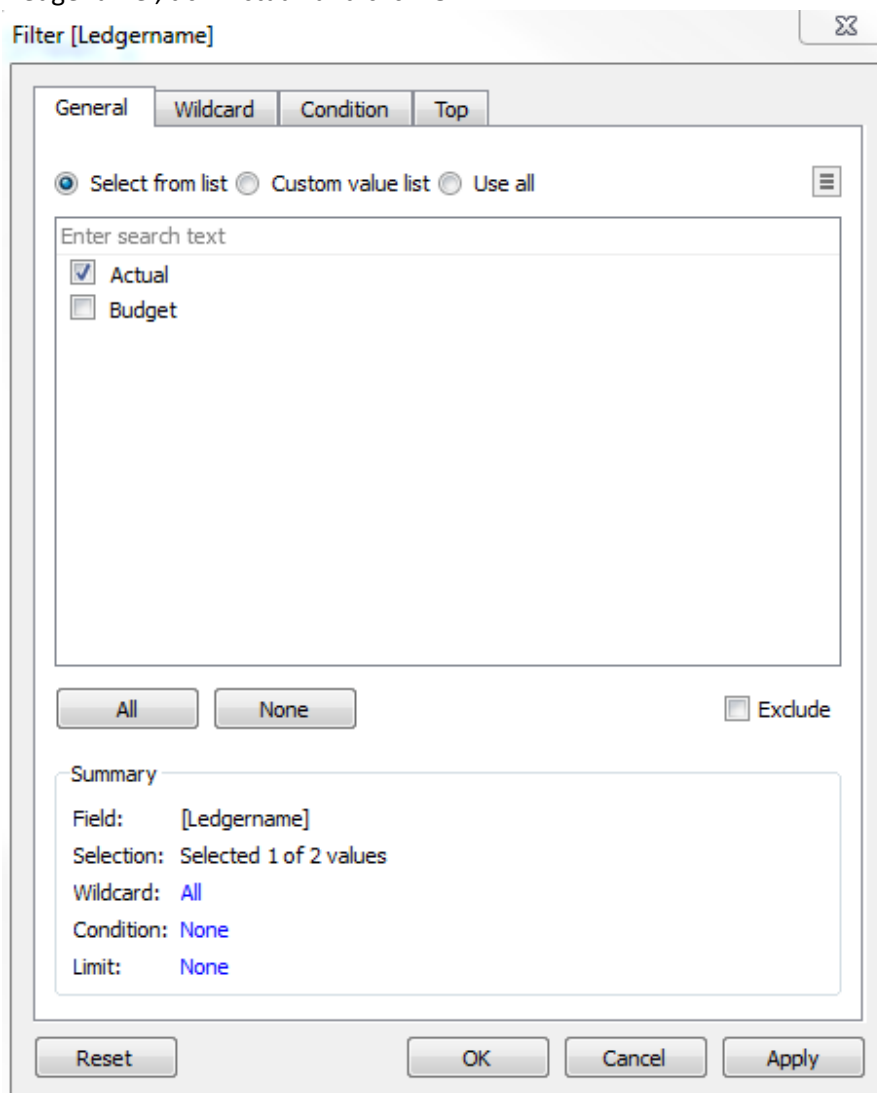 Filter [Ledgername]
General Wildcard Condition Top
Select from list Custom value list Use all
Enter search text
Actual
Budget
All None Exclude
Summary
Field: [Ledgername]
Selection: Selected 1 of 2 values
Wildcard: All
Condition: None
Limit: None
Reset OK Cancel Apply